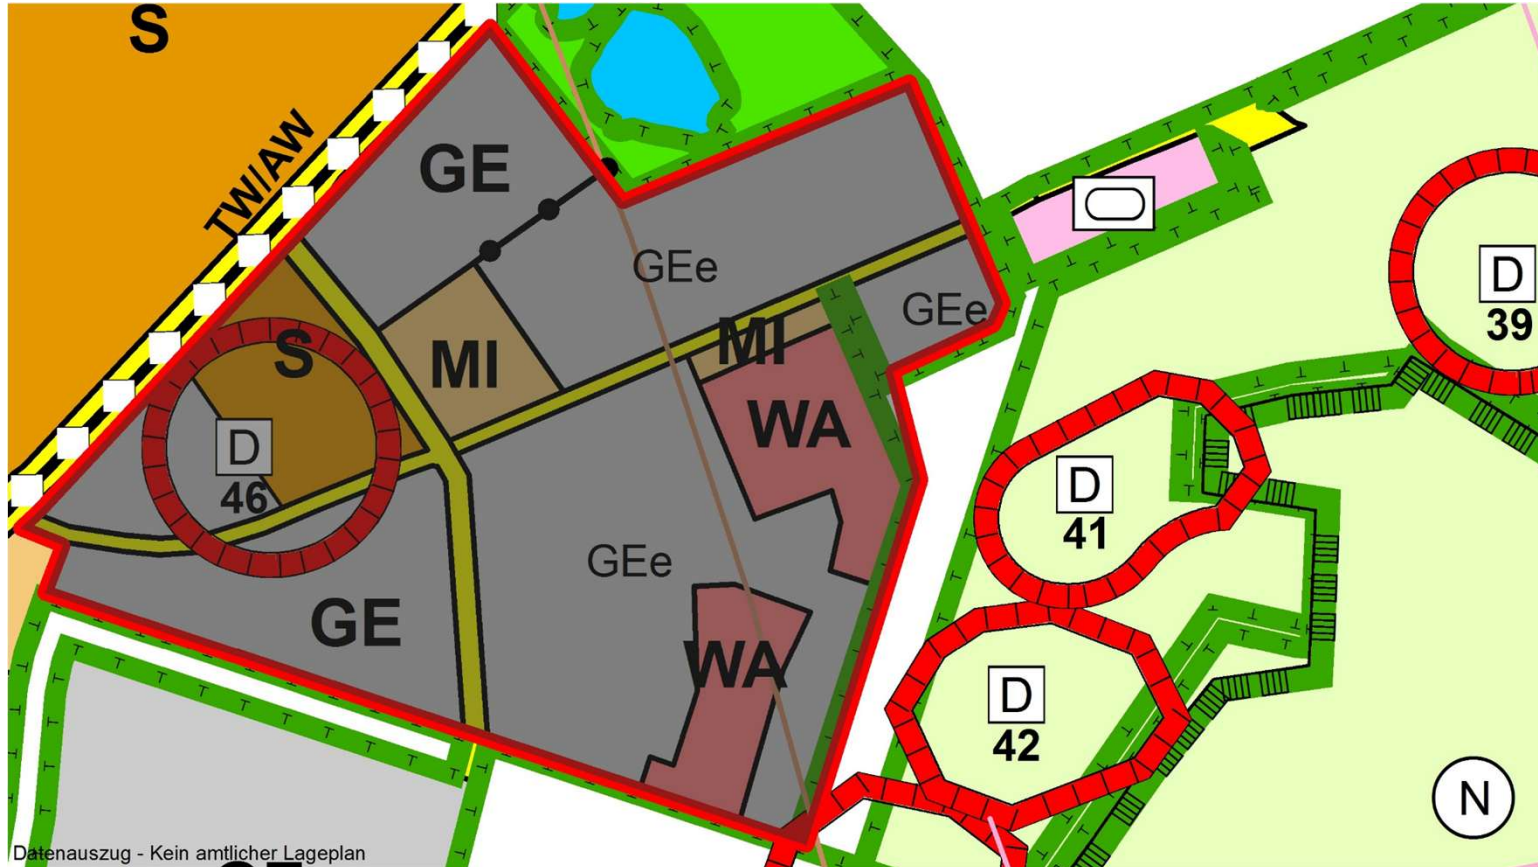 S
TW/AW
GE
GEe
D
39
GEe
S
MI
MI
WA
D
46
D
41
GEe
GE
WA
D
42
N
Datenauszug - Kein amtlicher Lageplan